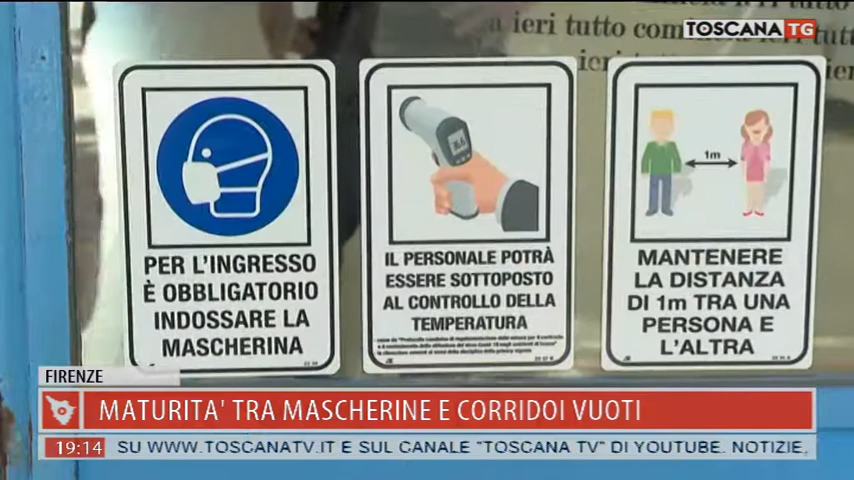 a ieri tutto com
TOSCANA TG
ieri
PER L'INGRESSO
È OBBLIGATORIO
INDOSSARE LA
MASCHERINA
IL PERSONALE POTRÀ
ESSERE SOTTOPOSTO
AL CONTROLLO DELLA
TEMPERATURA
1m
MANTENERE
LA DISTANZA
DI 1m TRA UNA
PERSONA E
L'ALTRA
FIRENZE
MATURITA' TRA MASCHERINE E CORRIDOI VUOTI
19:14 SU WWW.TOSCANATV.IT E SUL CANALE "TOSCANA TV" DI YOUTUBE. NOTIZIE,